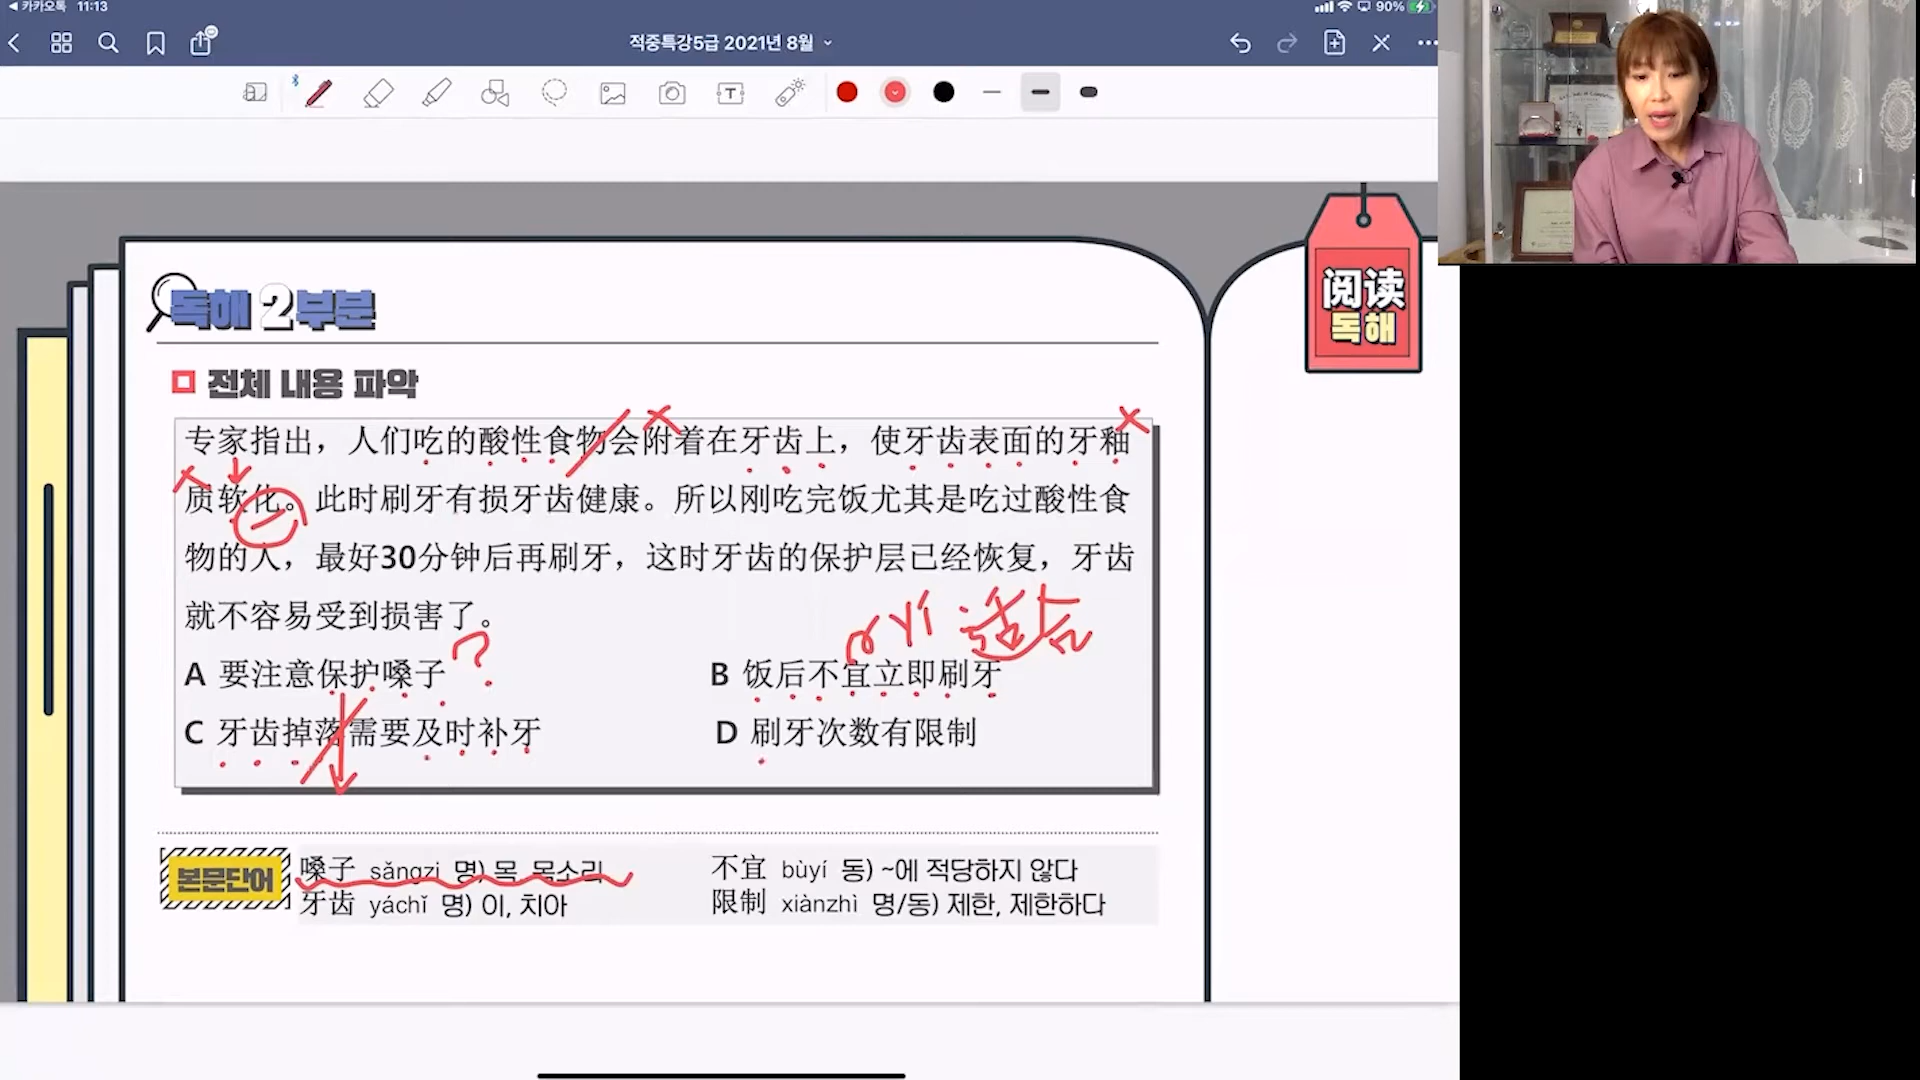 카카오톡 11:13
90%
적중특강5급 2021년 8월
阅读
독해
독해 2 부분
전체 내용 파악
专家指出，人们吃的酸性食物会附着在牙齿上，使牙齿表面的牙釉
质软化。此时刷牙有损牙齿健康。所以刚吃完饭尤其是吃过酸性食
物的人，最好30分钟后再刷牙，这时牙齿的保护层已经恢复，牙齿
就不容易受到损害了。
yí 适合
A 要注意保护嗓子 ?
B 饭后不宜立即刷牙
C 牙齿掉落需要及时补牙
D 刷牙次数有限制
본문단어
嗓子 sǎngzi 명) 목, 목소리
不宜 bùyí 동) ~에 적당하지 않다
牙齿 yáchǐ 명) 이, 치아
限制 xiànzhì 명/동) 제한, 제한하다